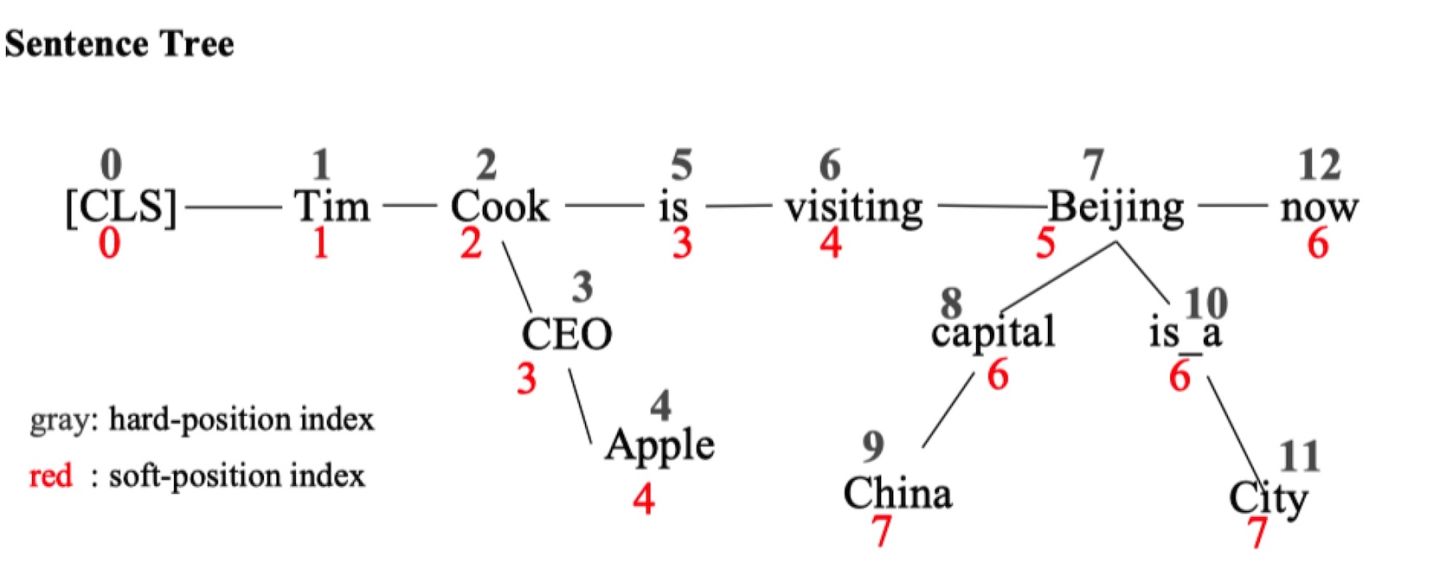 Sentence Tree
0 1 2 5 6 7 12
[CLS] Tim Cook is visiting Beijing now
0 1 2 3 4 5 6
3 8 10
CEO capital is_a
3 6 6
gray: hard-position index
4 9 11
Apple China City
red : soft-position index
4 7 7